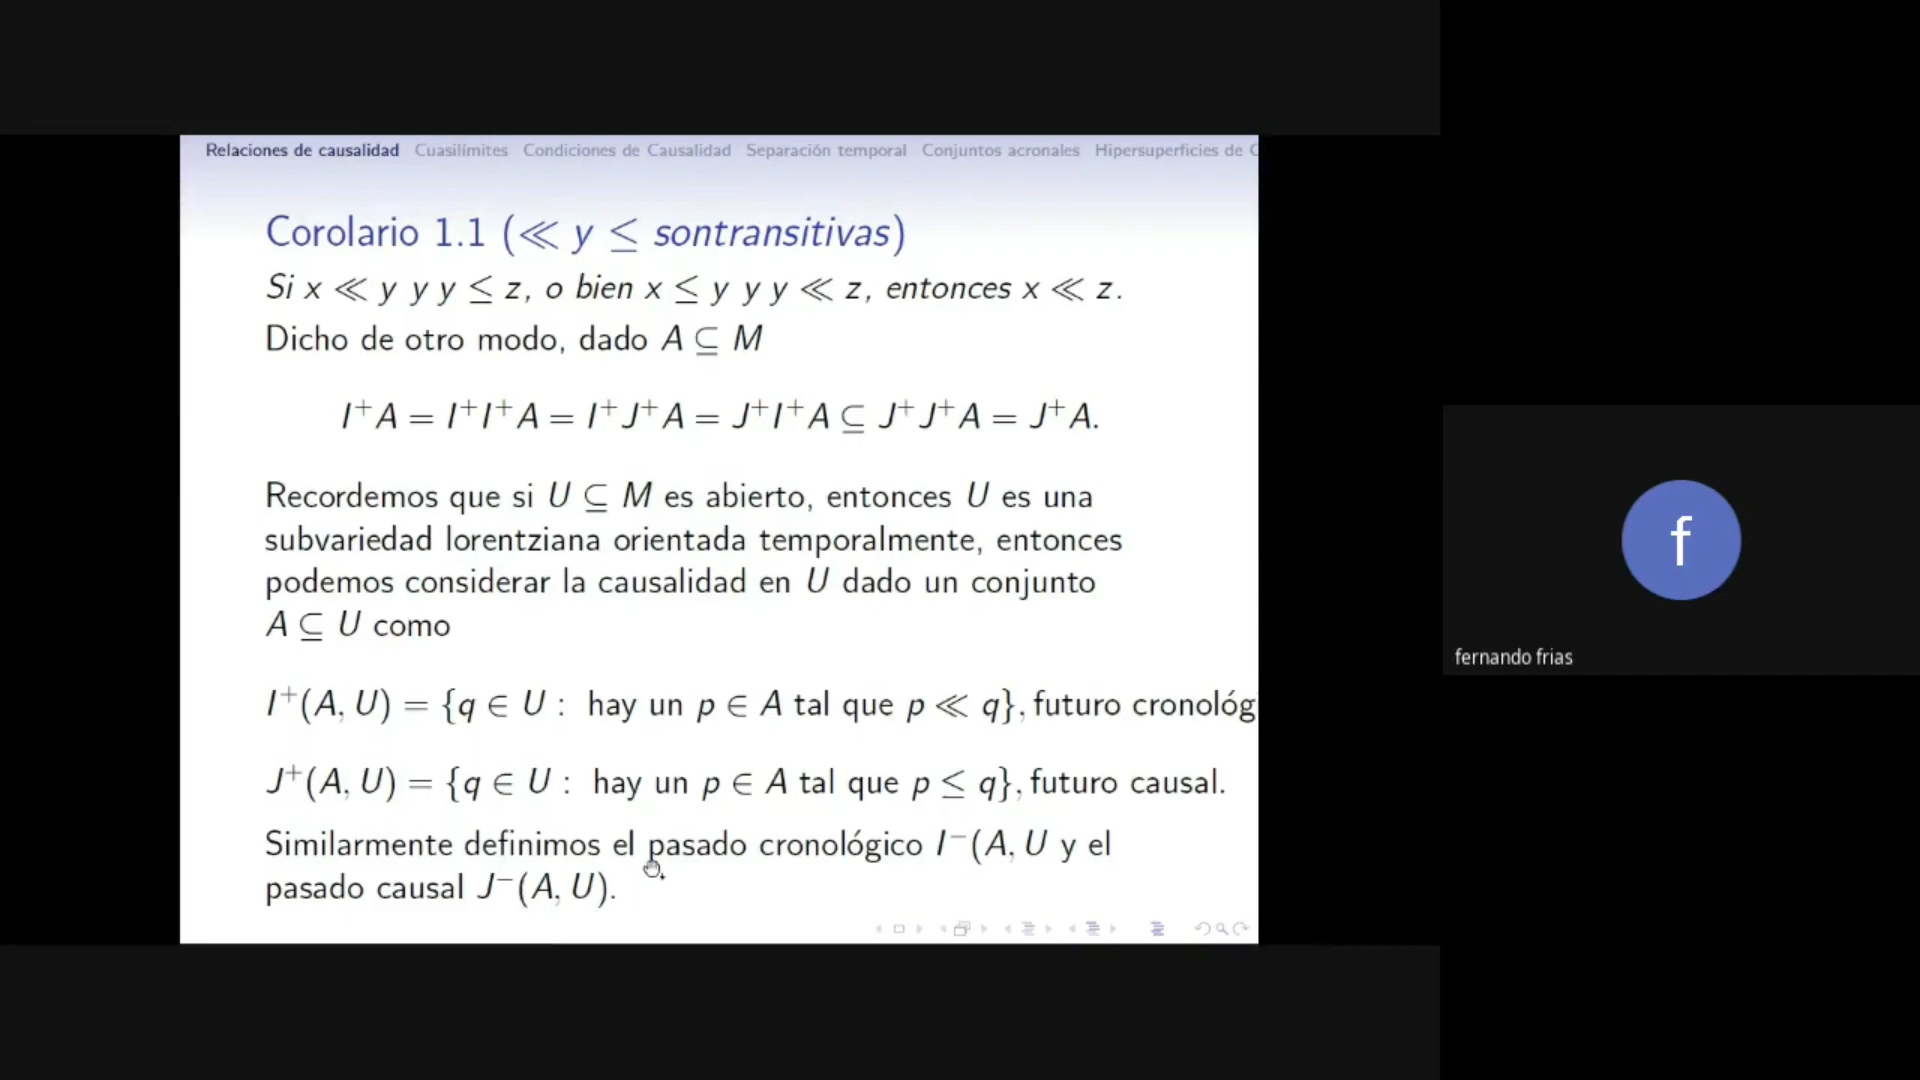 Relaciones de causalidad Cuasilímites Condiciones de Causalidad Separación temporal Conjuntos acronales Hipersuperficies de C
Corolario 1.1 (≪ y ≤ sontransitivas)
Si x ≪ y y y ≤ z, o bien x ≤ y y y ≪ z, entonces x ≪ z.
Dicho de otro modo, dado A ⊆ M
I⁺A = I⁺I⁺A = I⁺J⁺A = J⁺I⁺A ⊆ J⁺J⁺A = J⁺A.
Recordemos que si U ⊆ M es abierto, entonces U es una
subvariedad lorentziana orientada temporalmente, entonces
podemos considerar la causalidad en U dado un conjunto
A ⊆ U como
I⁺(A, U) = {q ∈ U : hay un p ∈ A tal que p ≪ q}, futuro cronológ
J⁺(A, U) = {q ∈ U : hay un p ∈ A tal que p ≤ q}, futuro causal.
Similarmente definimos el pasado cronológico I⁻(A, U y el
pasado causal J⁻(A, U).
f
fernando frias